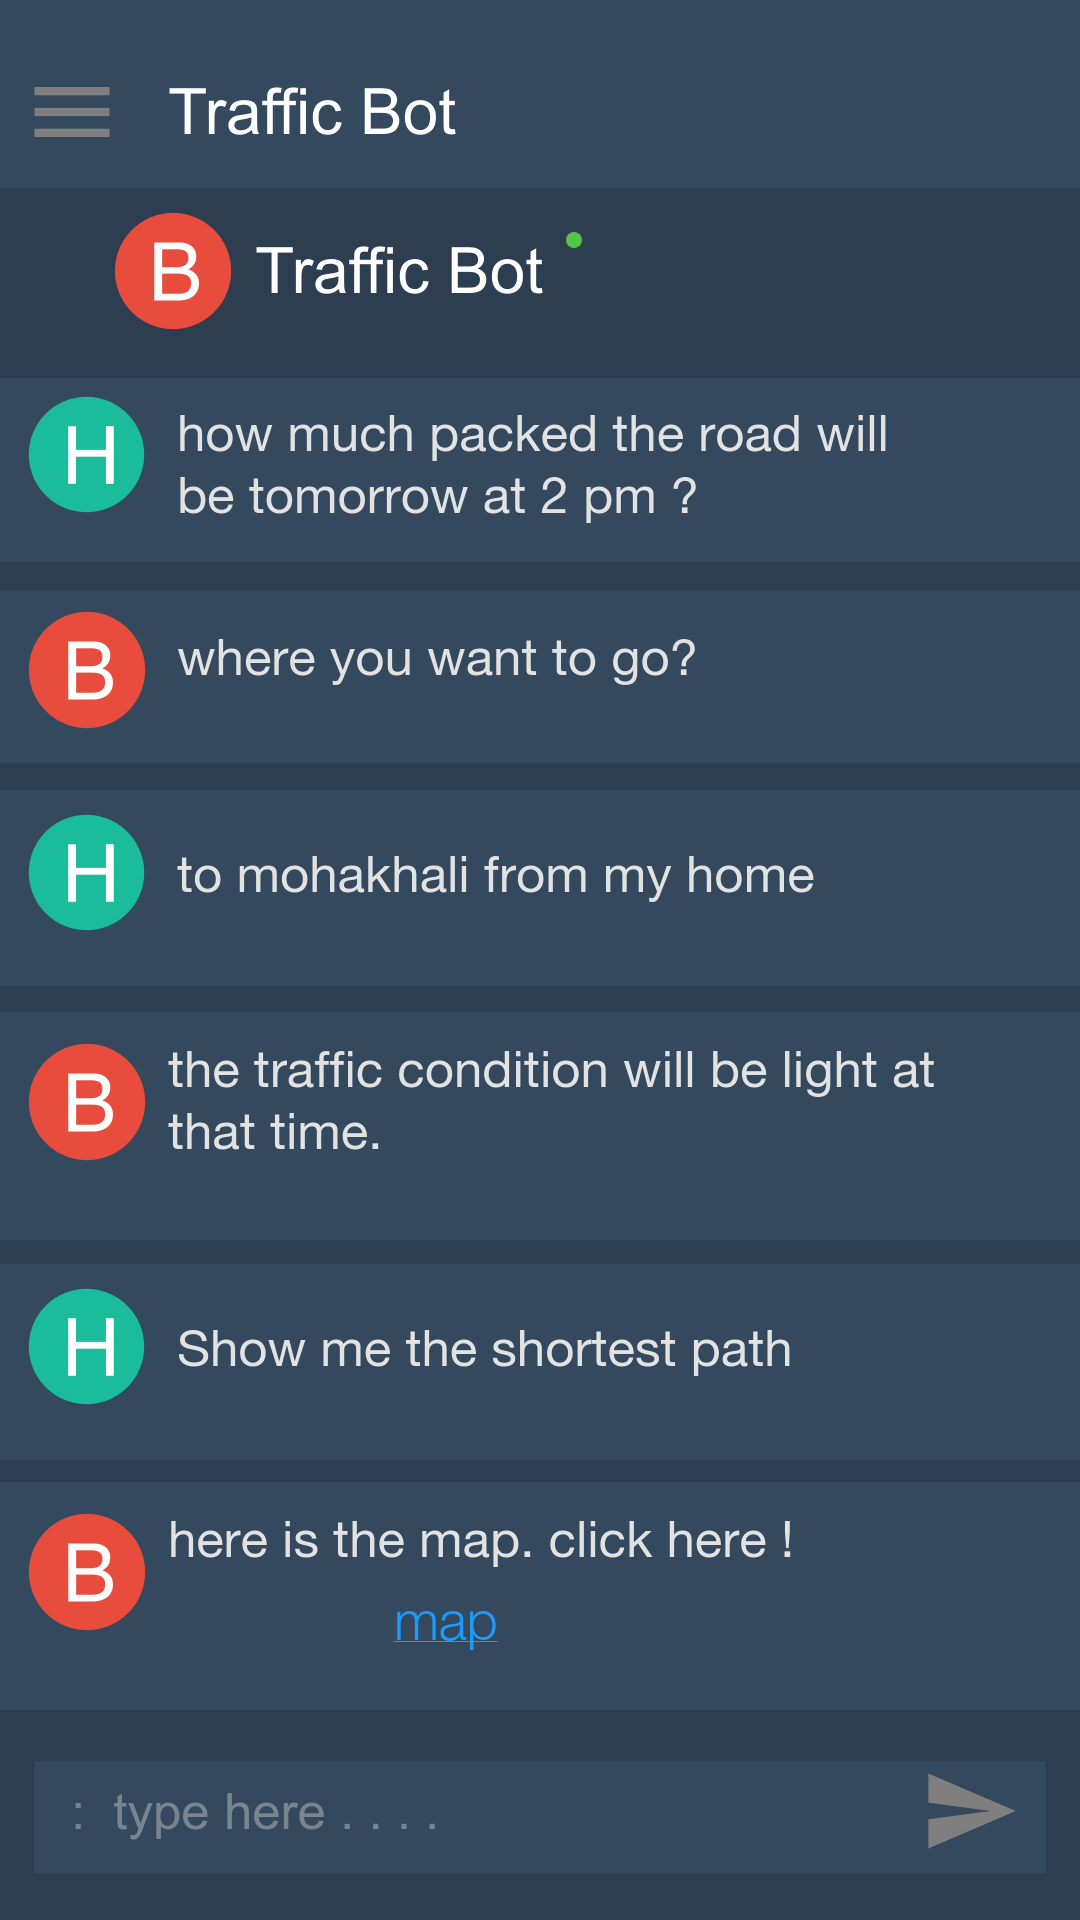 Traffic Bot
B Traffic Bot
H how much packed the road will
be tomorrow at 2 pm ?
B where you want to go?
H to mohakhali from my home
B the traffic condition will be light at
that time.
H Show me the shortest path
B here is the map. click here !
map
: type here . . . .